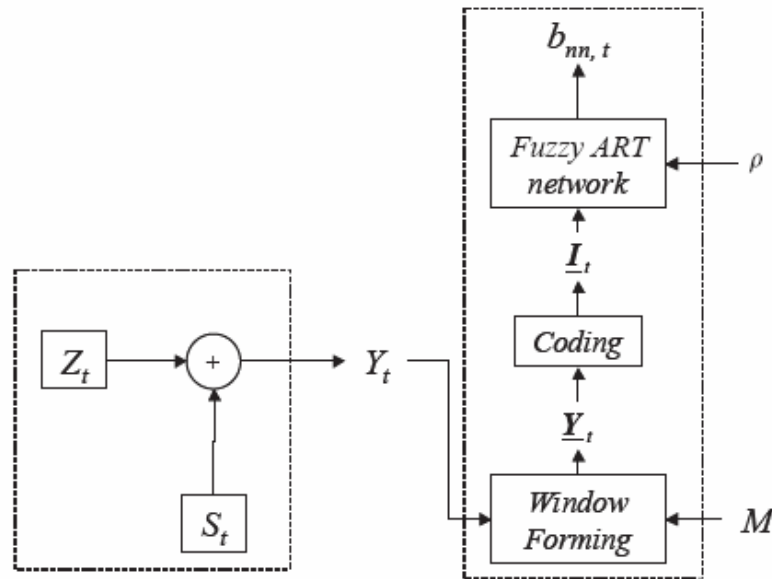 b_{nn, t}
Fuzzy ART
network
ρ
I_t
Coding
Z_t
+
Y_t
Y_t
S_t
Window
Forming
M